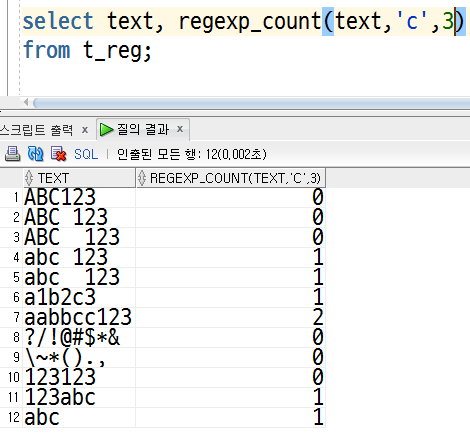 select text, regexp_count(text,'c',3)
from t_reg;
스크립트 출력 x 질의 결과 x
SQL | 인출된 모든 행: 12(0,002초)
TEXT REGEXP_COUNT(TEXT,'C',3)
1 ABC123 0
2 ABC 123 0
3 ABC  123 0
4 abc 123 1
5 abc  123 1
6 a1b2c3 1
7 aabbcc123 2
8 ?/!@#$*& 0
9 \~*()., 0
10 123123 0
11 123abc 1
12 abc 1